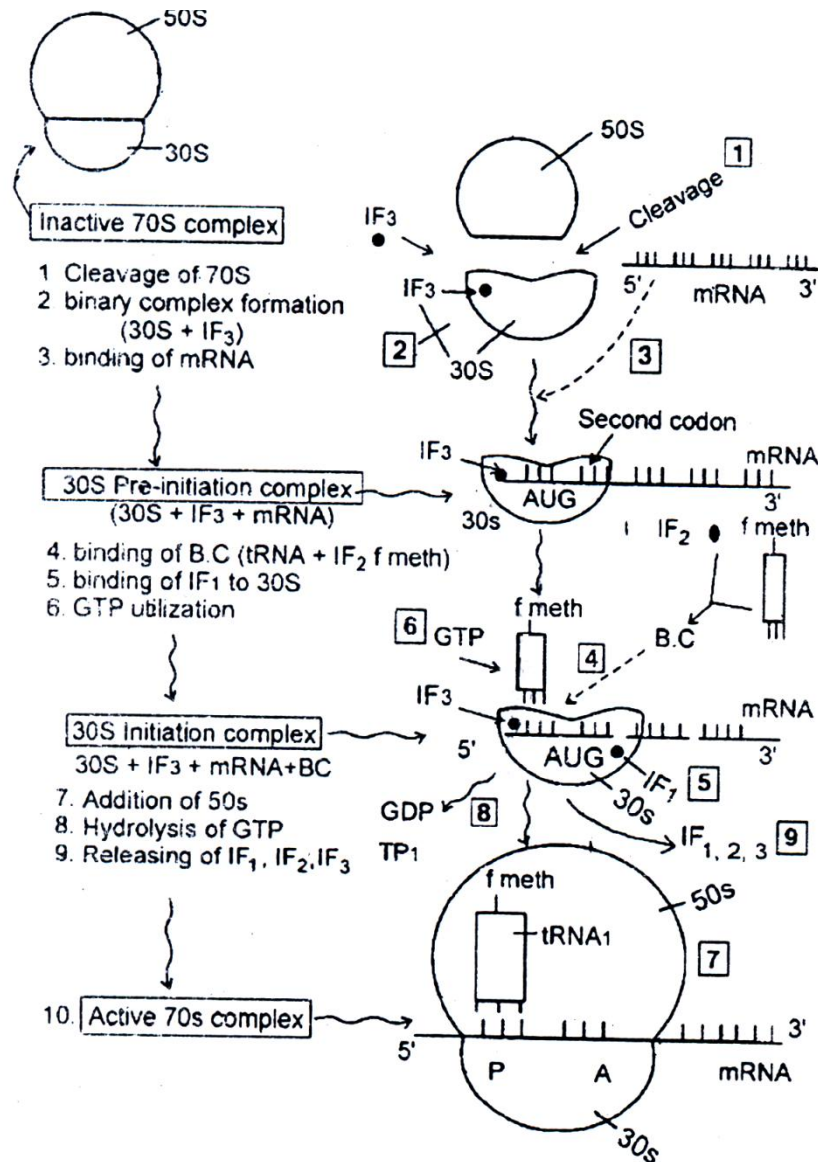 50S
30S
Inactive 70S complex
1 Cleavage of 70S
2 binary complex formation
(30S + IF3)
3. binding of mRNA
30S Pre-initiation complex
(30S + IF3 + mRNA)
4. binding of B.C (tRNA + IF2 f meth)
5. binding of IF1 to 30S
6. GTP utilization
30S Initiation complex
30S + IF3 + mRNA+BC
7. Addition of 50s
8. Hydrolysis of GTP
9. Releasing of IF1, IF2, IF3
10. Active 70s complex
50S
1
Cleavage
IF3
IF3
2
30S
5' mRNA 3'
3
Second codon
IF3
mRNA
AUG
3'
30s
IF2
f meth
B.C
f meth
6 GTP
4
IF3
mRNA
5'
AUG
3'
IF1
5
30s
GDP
8
IF1, 2, 3 9
TP1
f meth
50s
tRNA1
7
5'
3'
P A mRNA
30s